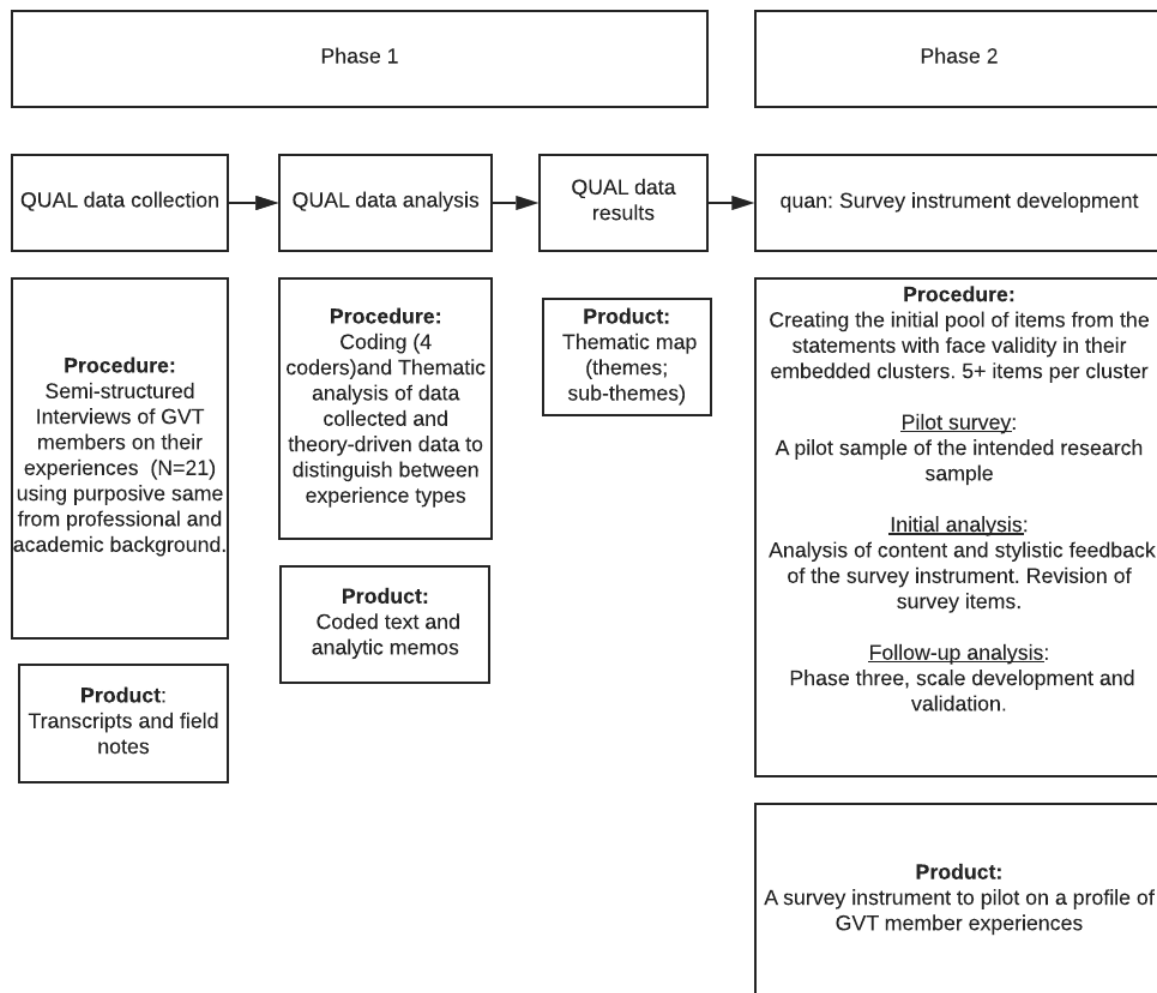 Phase 1
Phase 2
QUAL data collection
QUAL data analysis
QUAL data
results
quan: Survey instrument development
Procedure:
Semi-structured
Interviews of GVT
members on their
experiences (N=21)
using purposive same
from professional and
academic background.
Product:
Transcripts and field
notes
Procedure:
Coding (4
coders)and Thematic
analysis of data
collected and
theory-driven data to
distinguish between
experience types
Product:
Coded text and
analytic memos
Product:
Thematic map
(themes;
sub-themes)
Procedure:
Creating the initial pool of items from the
statements with face validity in their
embedded clusters. 5+ items per cluster
Pilot survey:
A pilot sample of the intended research
sample
Initial analysis:
Analysis of content and stylistic feedback
of the survey instrument. Revision of
survey items.
Follow-up analysis:
Phase three, scale development and
validation.
Product:
A survey instrument to pilot on a profile of
GVT member experiences